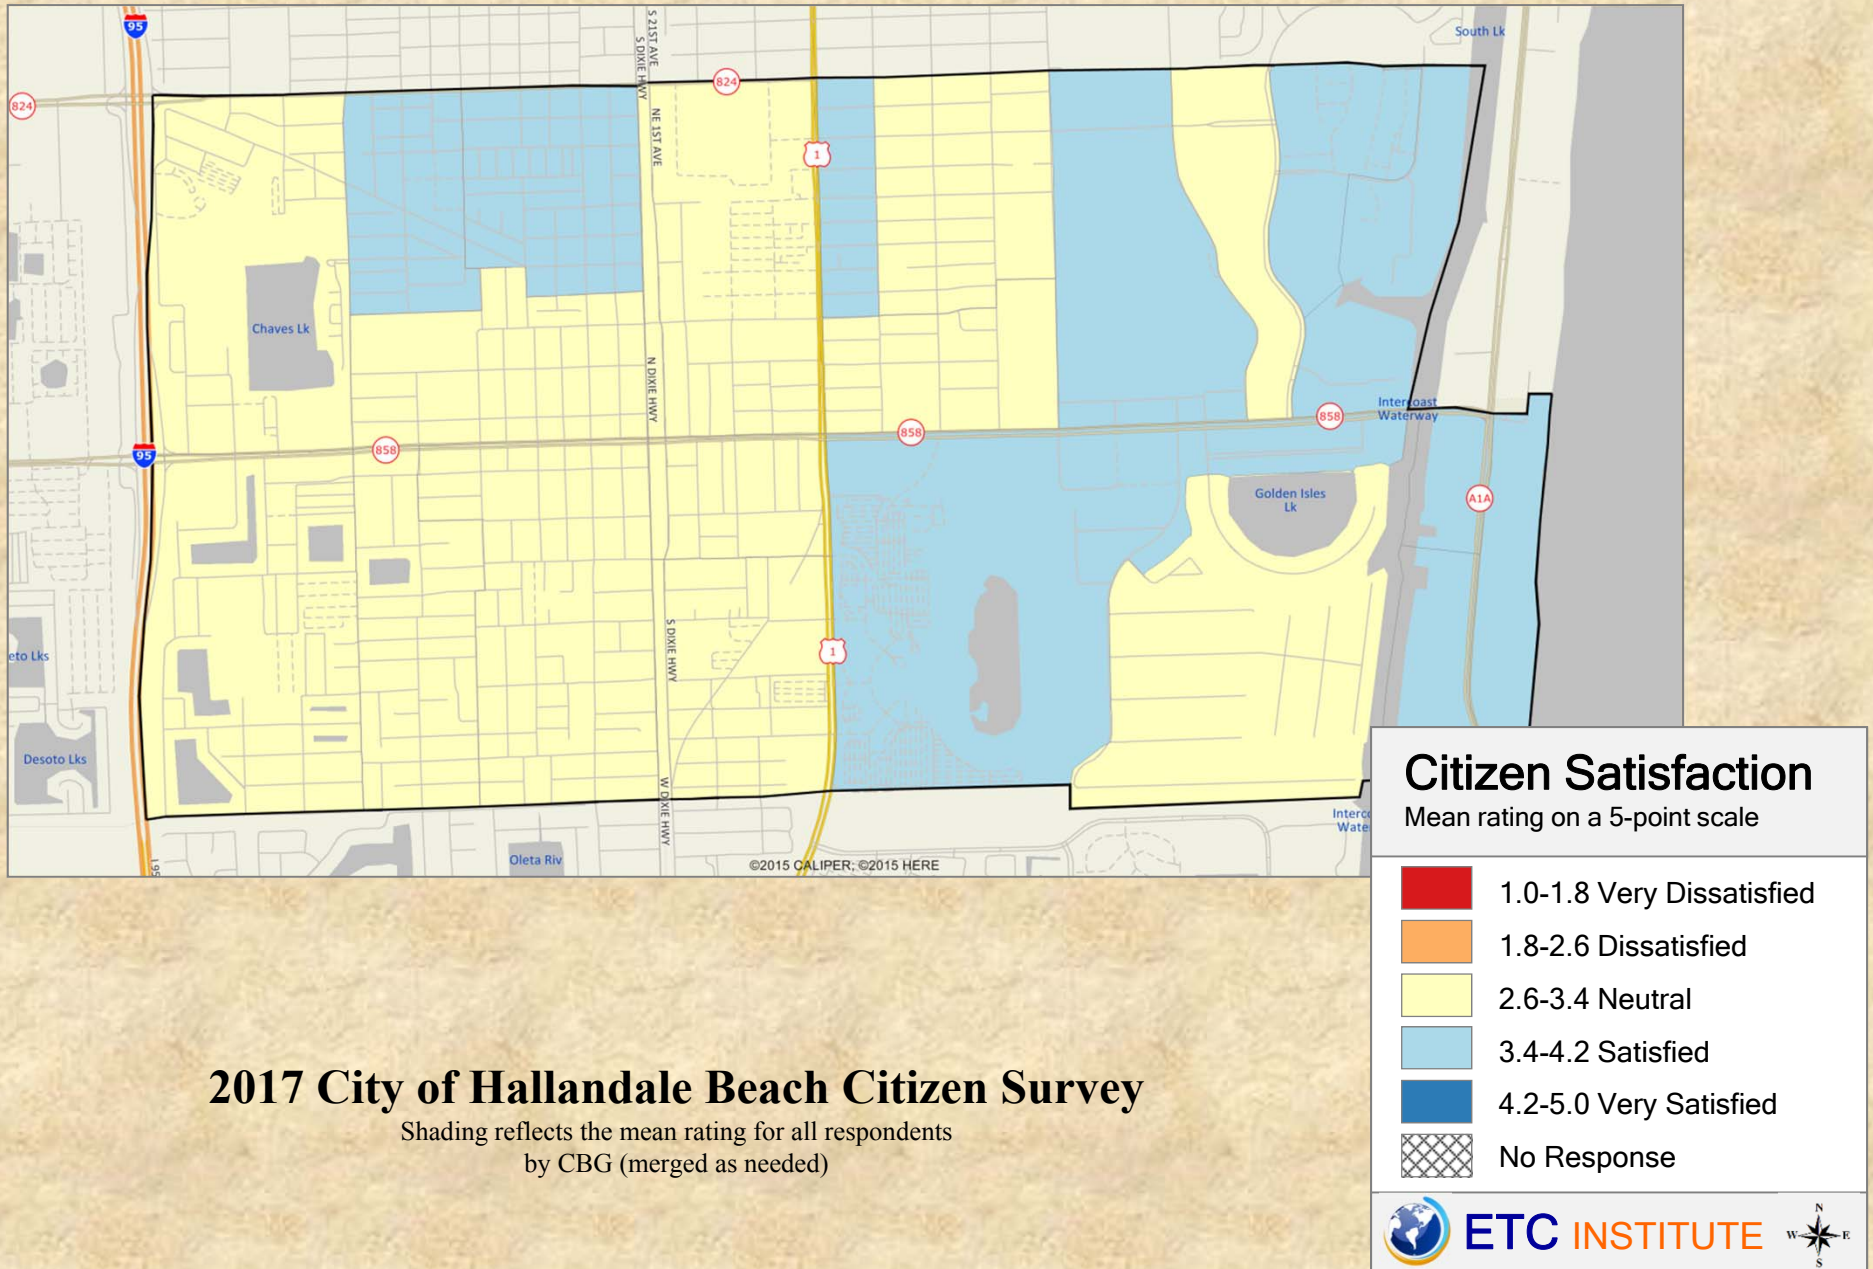 95
S 21ST AVE
S DIXIE HWY
South Lk
824
824
NE 1ST AVE
1
Chaves Lk
N DIXIE HWY
Intercoast
Waterway
858
858
858
95
Golden Isles
Lk
A1A
S DIXIE HWY
1
eto Lks
Desoto Lks
W DIXIE HWY
Interco
Wate
Oleta Riv
I 95
©2015 CALIPER; ©2015 HERE
Citizen Satisfaction
Mean rating on a 5-point scale
1.0-1.8 Very Dissatisfied
1.8-2.6 Dissatisfied
2.6-3.4 Neutral
3.4-4.2 Satisfied
4.2-5.0 Very Satisfied
No Response
2017 City of Hallandale Beach Citizen Survey
Shading reflects the mean rating for all respondents
by CBG (merged as needed)
ETC INSTITUTE
N
W E
S